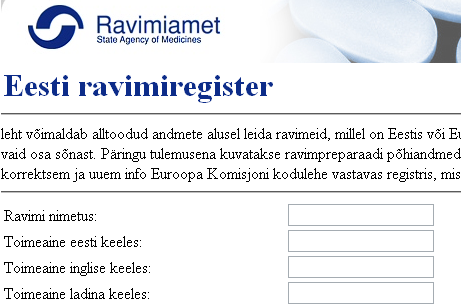 Ravimiamet
State Agency of Medicines
Eesti ravimiregister
leht võimaldab alltoodud andmete alusel leida ravimeid, millel on Eestis või
vaid osa sõnast. Päringu tulemusena kuvatakse ravimpreparaadi põhiandmed
korrektsem ja uuem info Euroopa Komisjoni kodulehe vastavas registris, mis
Ravimi nimetus:
Toimeaine eesti keeles:
Toimeaine inglise keeles:
Toimeaine ladina keeles: